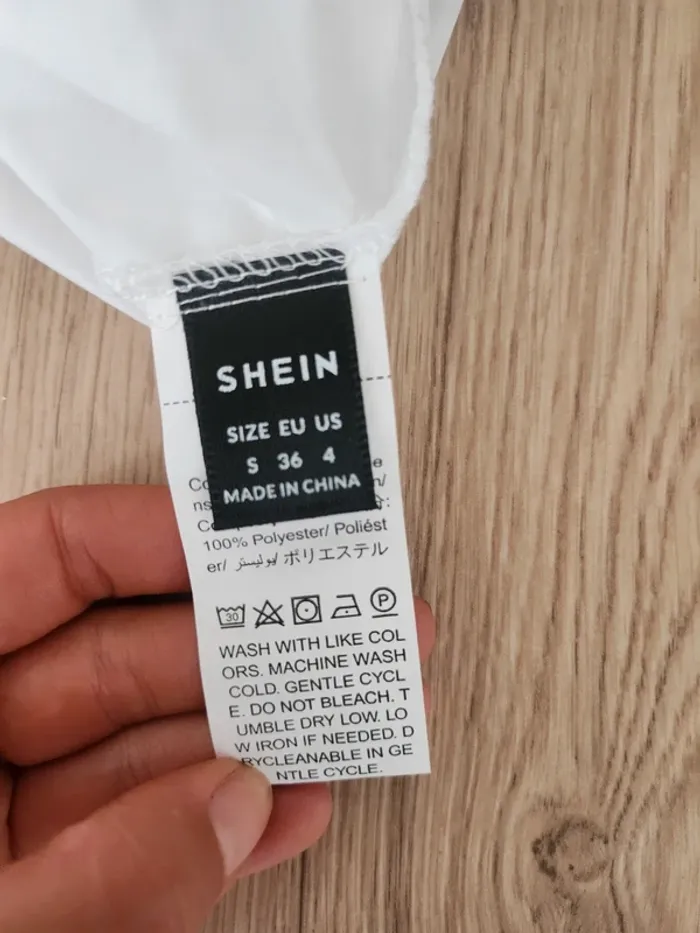 SHEIN
SIZE EU US
S 36 4
MADE IN CHINA
100% Polyester/ Poliést
er/ بوليستر/ ポリエステル
30 P
WASH WITH LIKE COL
ORS. MACHINE WASH
COLD. GENTLE CYCL
E. DO NOT BLEACH. T
UMBLE DRY LOW. LO
W IRON IF NEEDED. D
RYCLEANABLE IN GE
NTLE CYCLE.